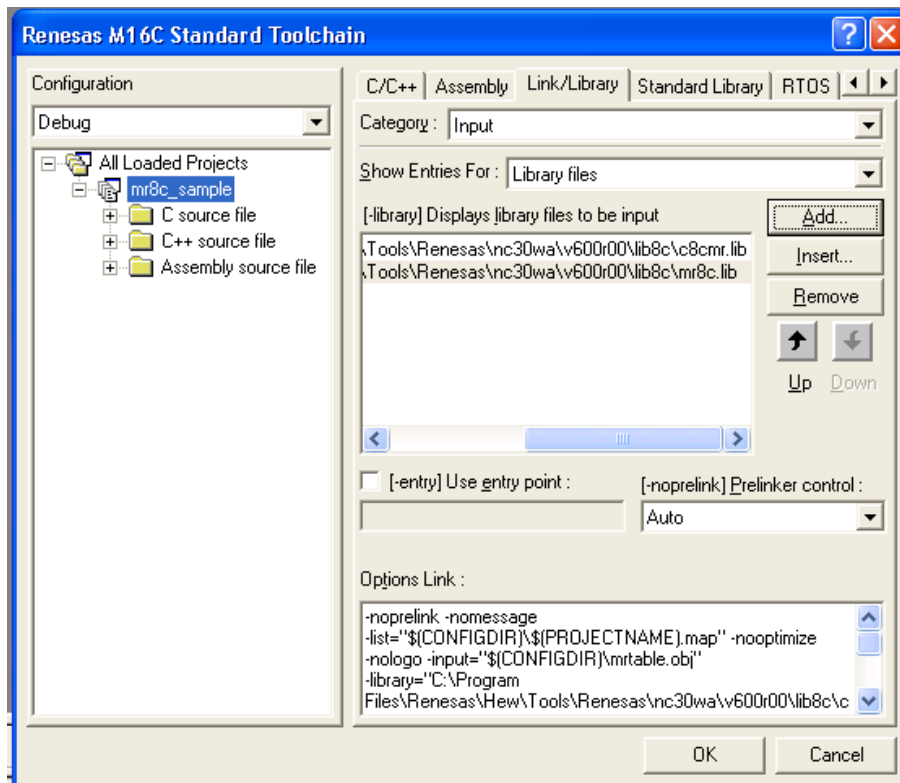 Renesas M16C Standard Toolchain
Configuration
Debug
All Loaded Projects
mr8c_sample
C source file
C++ source file
Assembly source file
C/C++ Assembly Link/Library Standard Library RTOS
Category : Input
Show Entries For : Library files
[-library] Displays library files to be input
\Tools\Renesas\nc30wa\v600r00\lib8c\c8cmr.lib
\Tools\Renesas\nc30wa\v600r00\lib8c\mr8c.lib
Add...
Insert...
Remove
Up Down
[-entry] Use entry point :
[-noprelink] Prelinker control :
Auto
Options Link :
-noprelink -nomessage
-list="$(CONFIGDIR)\$(PROJECTNAME).map" -nooptimize
-nologo -input="$(CONFIGDIR)\mrtable.obj"
-library="C:\Program
Files\Renesas\Hew\Tools\Renesas\nc30wa\v600r00\lib8c\c
OK Cancel